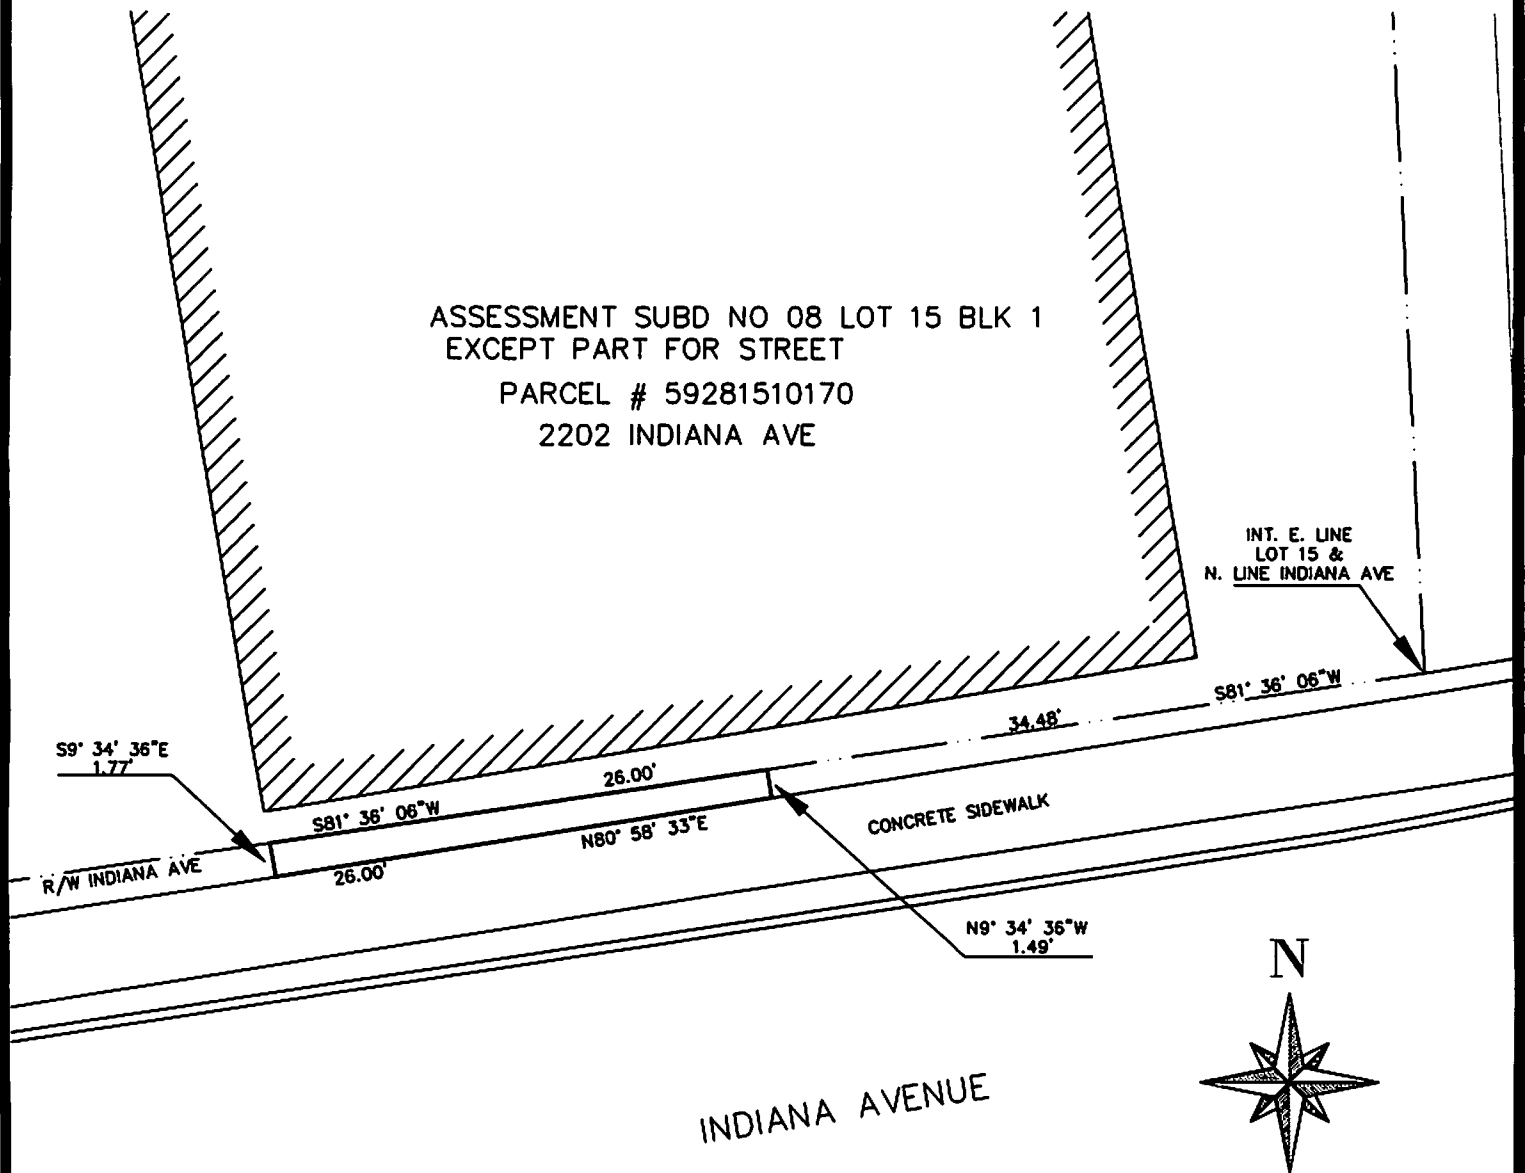 ASSESSMENT SUBD NO 08 LOT 15 BLK 1
EXCEPT PART FOR STREET
PARCEL # 59281510170
2202 INDIANA AVE
INT. E. LINE
LOT 15 &
N. LINE INDIANA AVE
S81° 36' 06"W
34.48'
S9° 34' 36"E
1.77'
26.00'
S81° 36' 06"W
N80° 58' 33"E
CONCRETE SIDEWALK
R/W INDIANA AVE
26.00'
N9° 34' 36"W
1.49'
N
INDIANA AVENUE